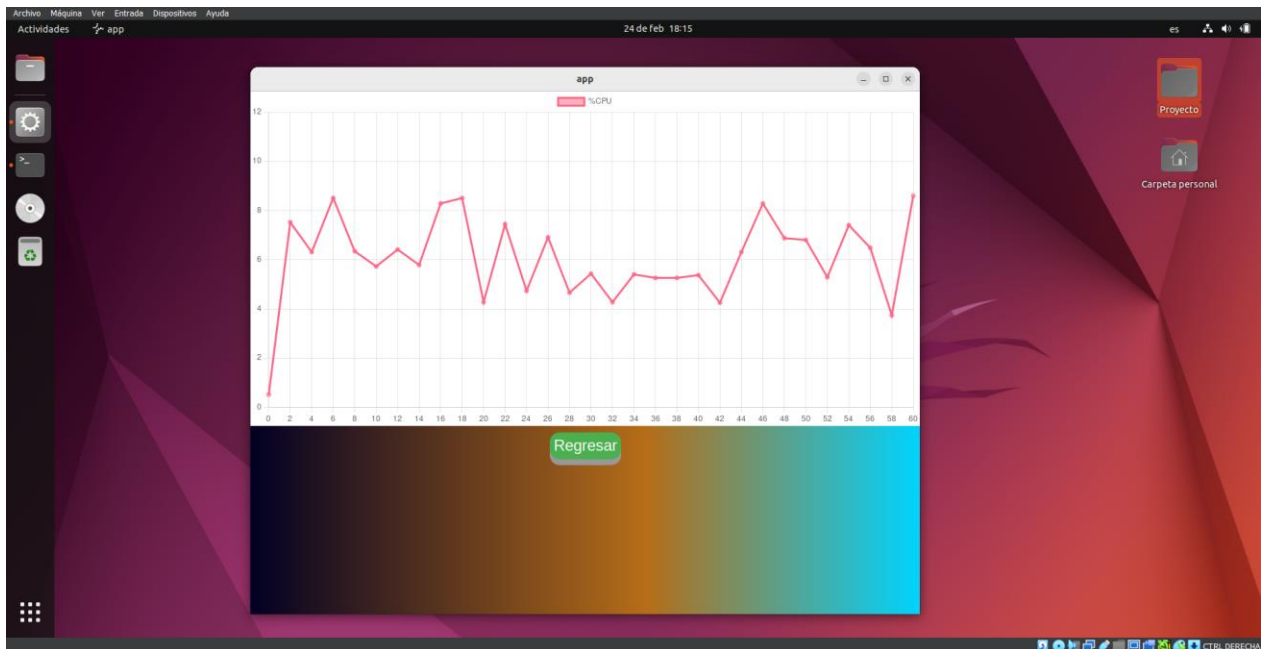 Archivo Máquina Ver Entrada Dispositivos Ayuda
Actividades app 24 de feb 18:15 es
app
%CPU
12
10
8
6
4
2
0
0 2 4 6 8 10 12 14 16 18 20 22 24 26 28 30 32 34 36 38 40 42 44 46 48 50 52 54 56 58 60
Regresar
Proyecto
Carpeta personal
CTRL DERECHA